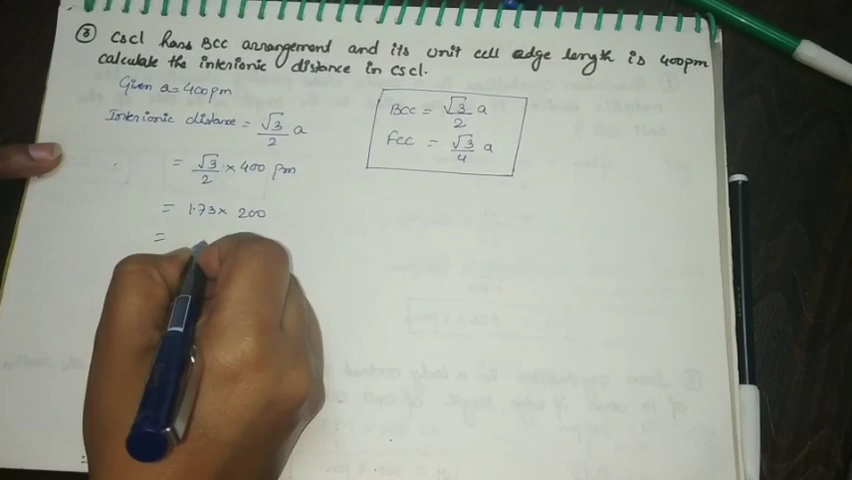 ③ CsCl has BCC arrangement and its unit cell edge length is 400pm
calculate the interionic distance in CsCl.
Given a=400pm
Interionic distance = √3/2 a
= √3/2 × 400 pm
= 1.73 × 200
=
BCC = √3/2 a
FCC = √3/4 a